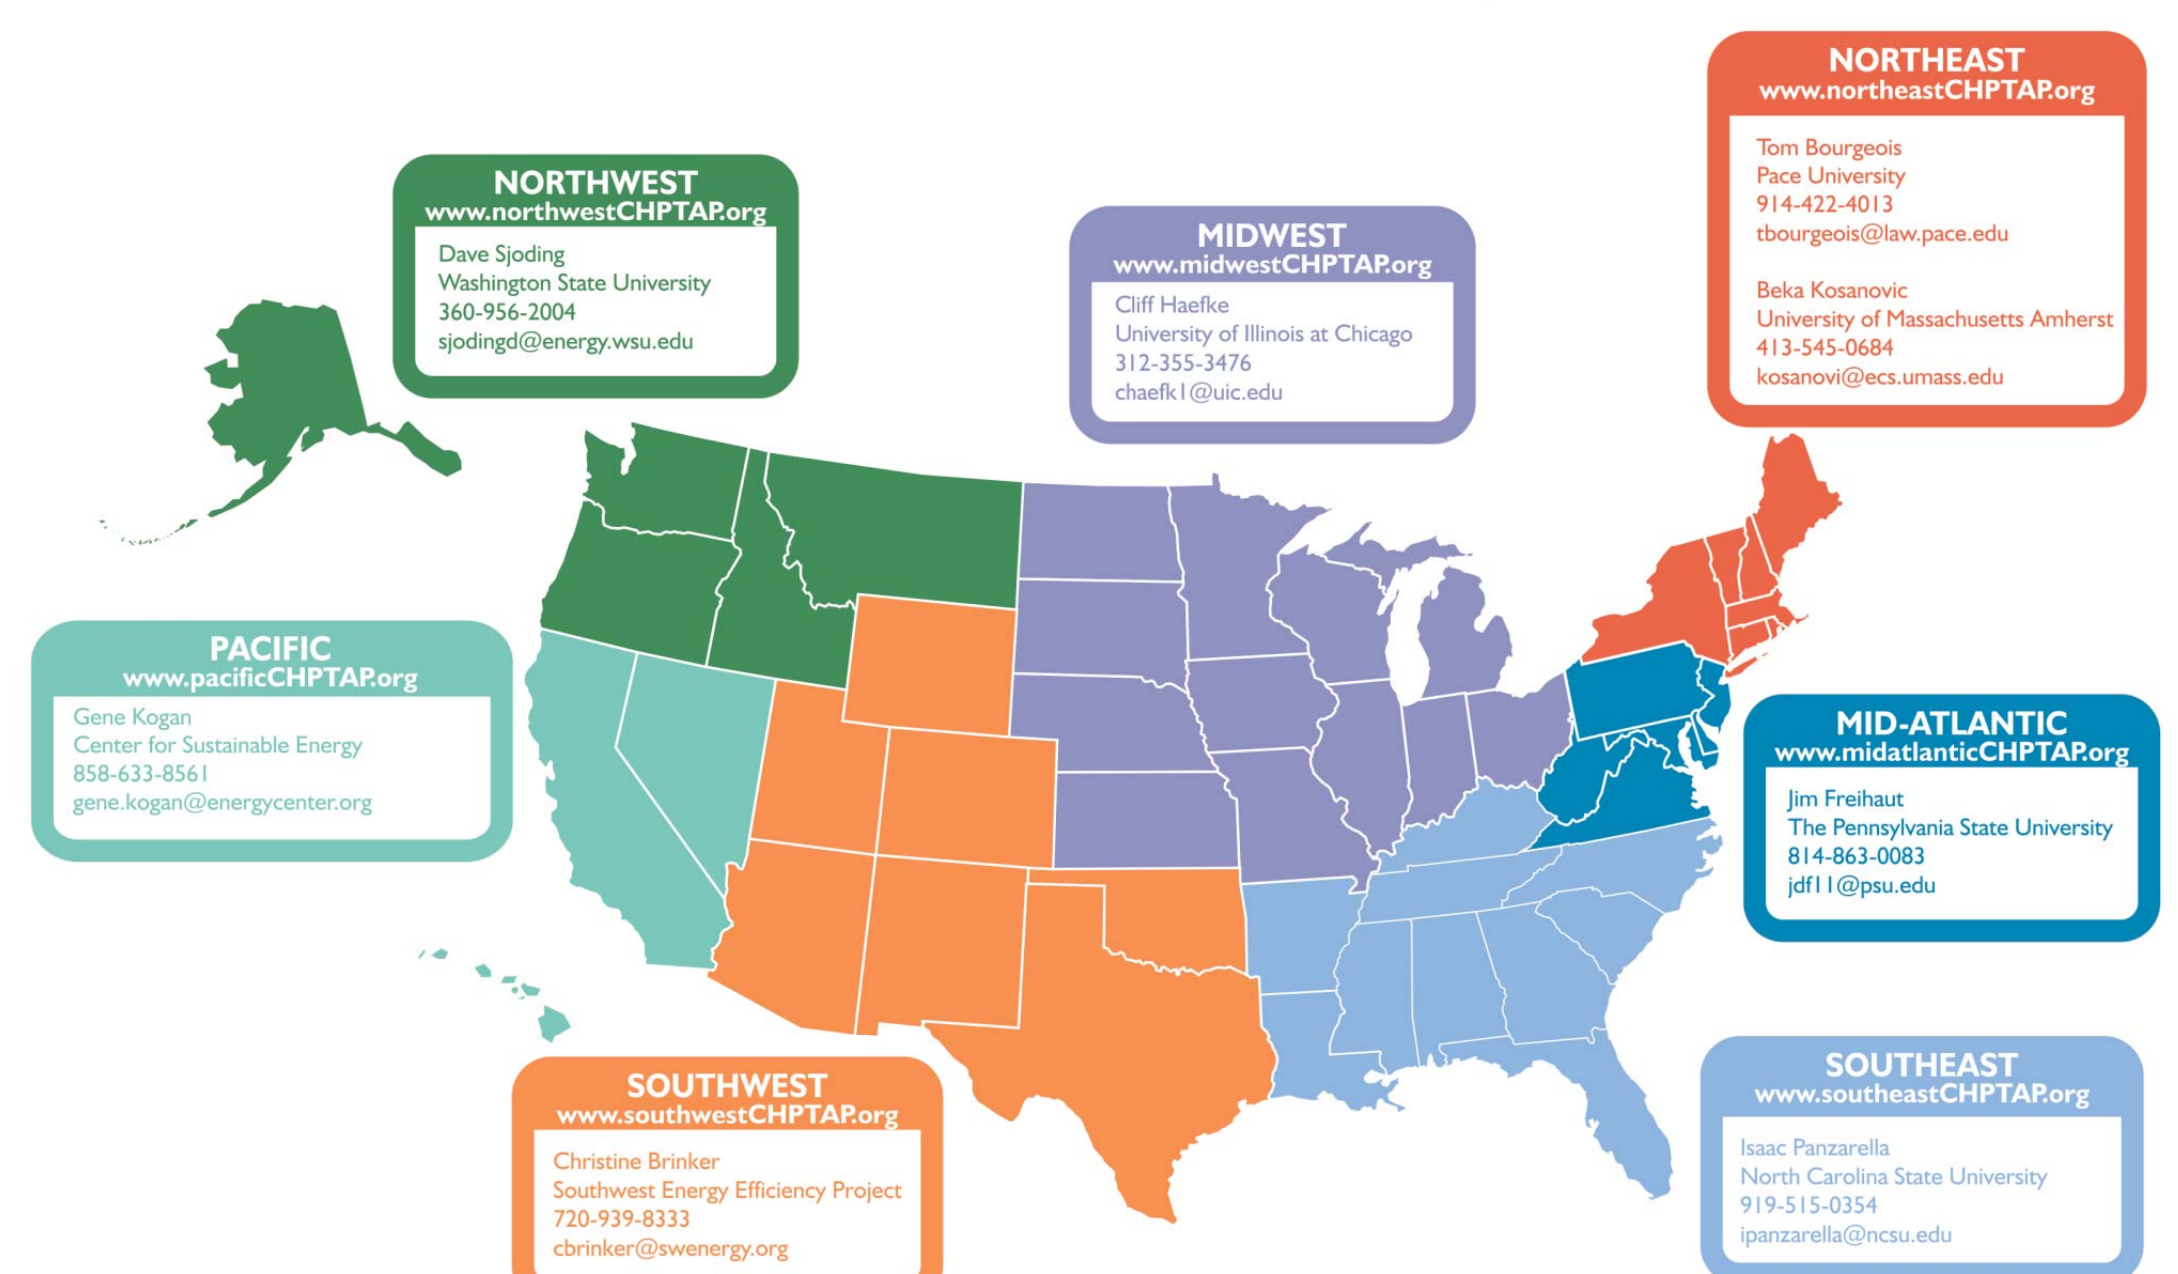 NORTHEAST
www.northeastCHPTAP.org
Tom Bourgeois
Pace University
914-422-4013
tbourgeois@law.pace.edu
Beka Kosanovic
University of Massachusetts Amherst
413-545-0684
kosanovi@ecs.umass.edu
NORTHWEST
www.northwestCHPTAP.org
Dave Sjoding
Washington State University
360-956-2004
sjodingd@energy.wsu.edu
MIDWEST
www.midwestCHPTAP.org
Cliff Haefke
University of Illinois at Chicago
312-355-3476
chaefk1@uic.edu
PACIFIC
www.pacificCHPTAP.org
Gene Kogan
Center for Sustainable Energy
858-633-8561
gene.kogan@energycenter.org
MID-ATLANTIC
www.midatlanticCHPTAP.org
Jim Freihaut
The Pennsylvania State University
814-863-0083
jdf11@psu.edu
SOUTHWEST
www.southwestCHPTAP.org
Christine Brinker
Southwest Energy Efficiency Project
720-939-8333
cbrinker@swenergy.org
SOUTHEAST
www.southeastCHPTAP.org
Isaac Panzarella
North Carolina State University
919-515-0354
ipanzarella@ncsu.edu